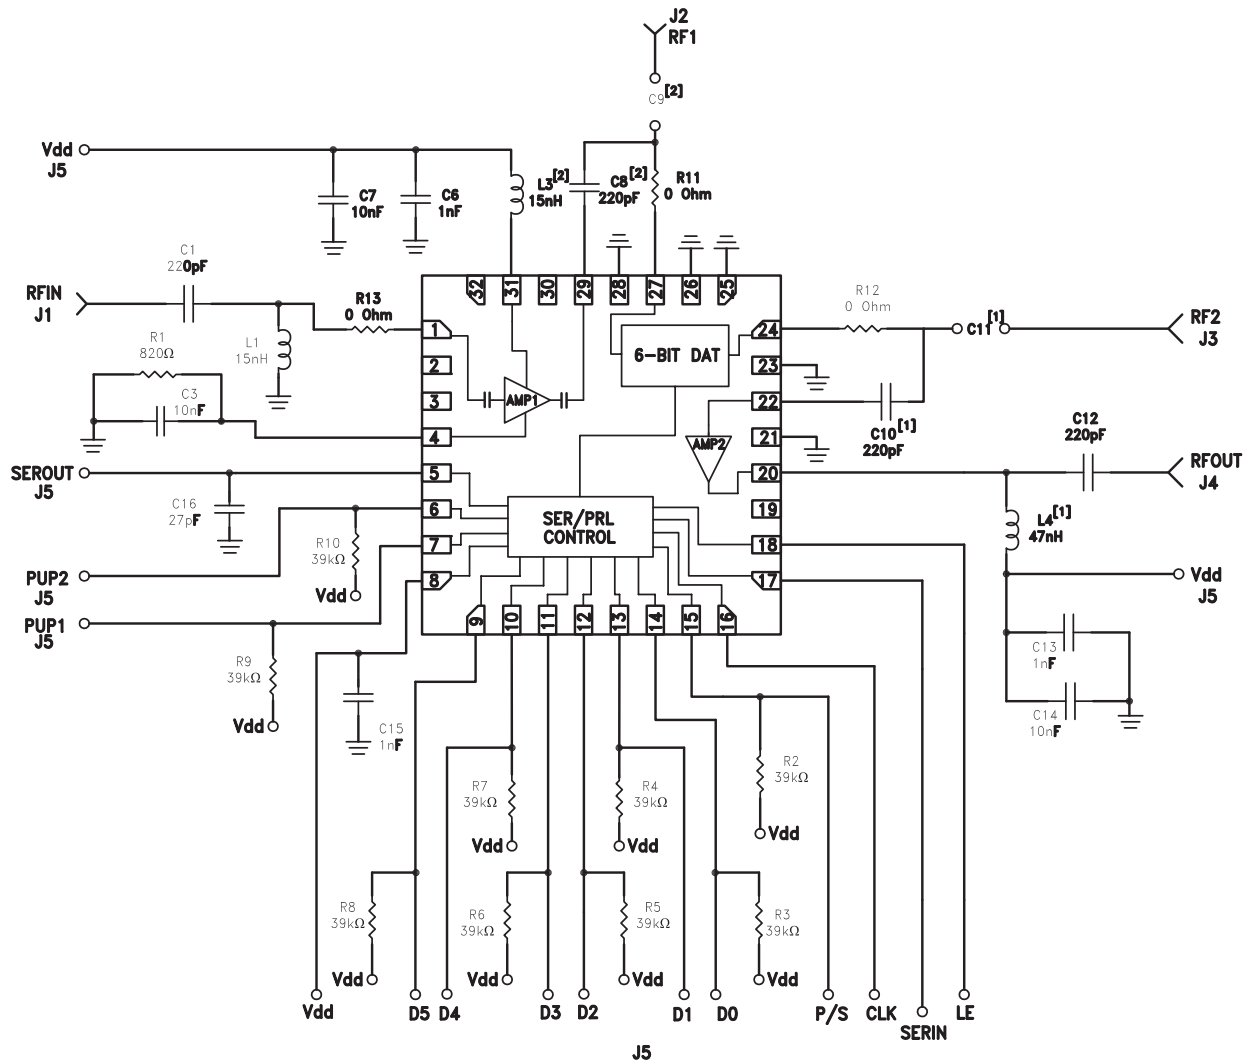 J2
RF1
C9[2]
Vdd
J5
C7
10nF
C6
1nF
L3[2]
15nH
C8[2]
220pF
R11
0 Ohm
C1
220pF
RFIN
J1
R13
0 Ohm
L1
15nH
R1
820Ω
C3
10nF
32
31
30
29
28
27
26
25
1
2
3
4
5
6
7
8
AMP1
6-BIT DAT
AMP2
SER/PRL
CONTROL
24
23
22
21
20
19
18
17
R12
0 Ohm
C11[1]
RF2
J3
C10[1]
220pF
C12
220pF
RFOUT
J4
L4[1]
47nH
Vdd
J5
C13
1nF
C14
10nF
SEROUT
J5
C16
27pF
R10
39kΩ
Vdd
PUP2
J5
PUP1
J5
R9
39kΩ
Vdd
C15
1nF
9
10
11
12
13
14
15
16
R7
39kΩ
Vdd
R4
39kΩ
Vdd
R2
39kΩ
Vdd
R8
39kΩ
Vdd
R6
39kΩ
Vdd
R5
39kΩ
Vdd
R3
39kΩ
Vdd
Vdd
D5
D4
D3
D2
D1
D0
P/S
CLK
SERIN
LE
J5